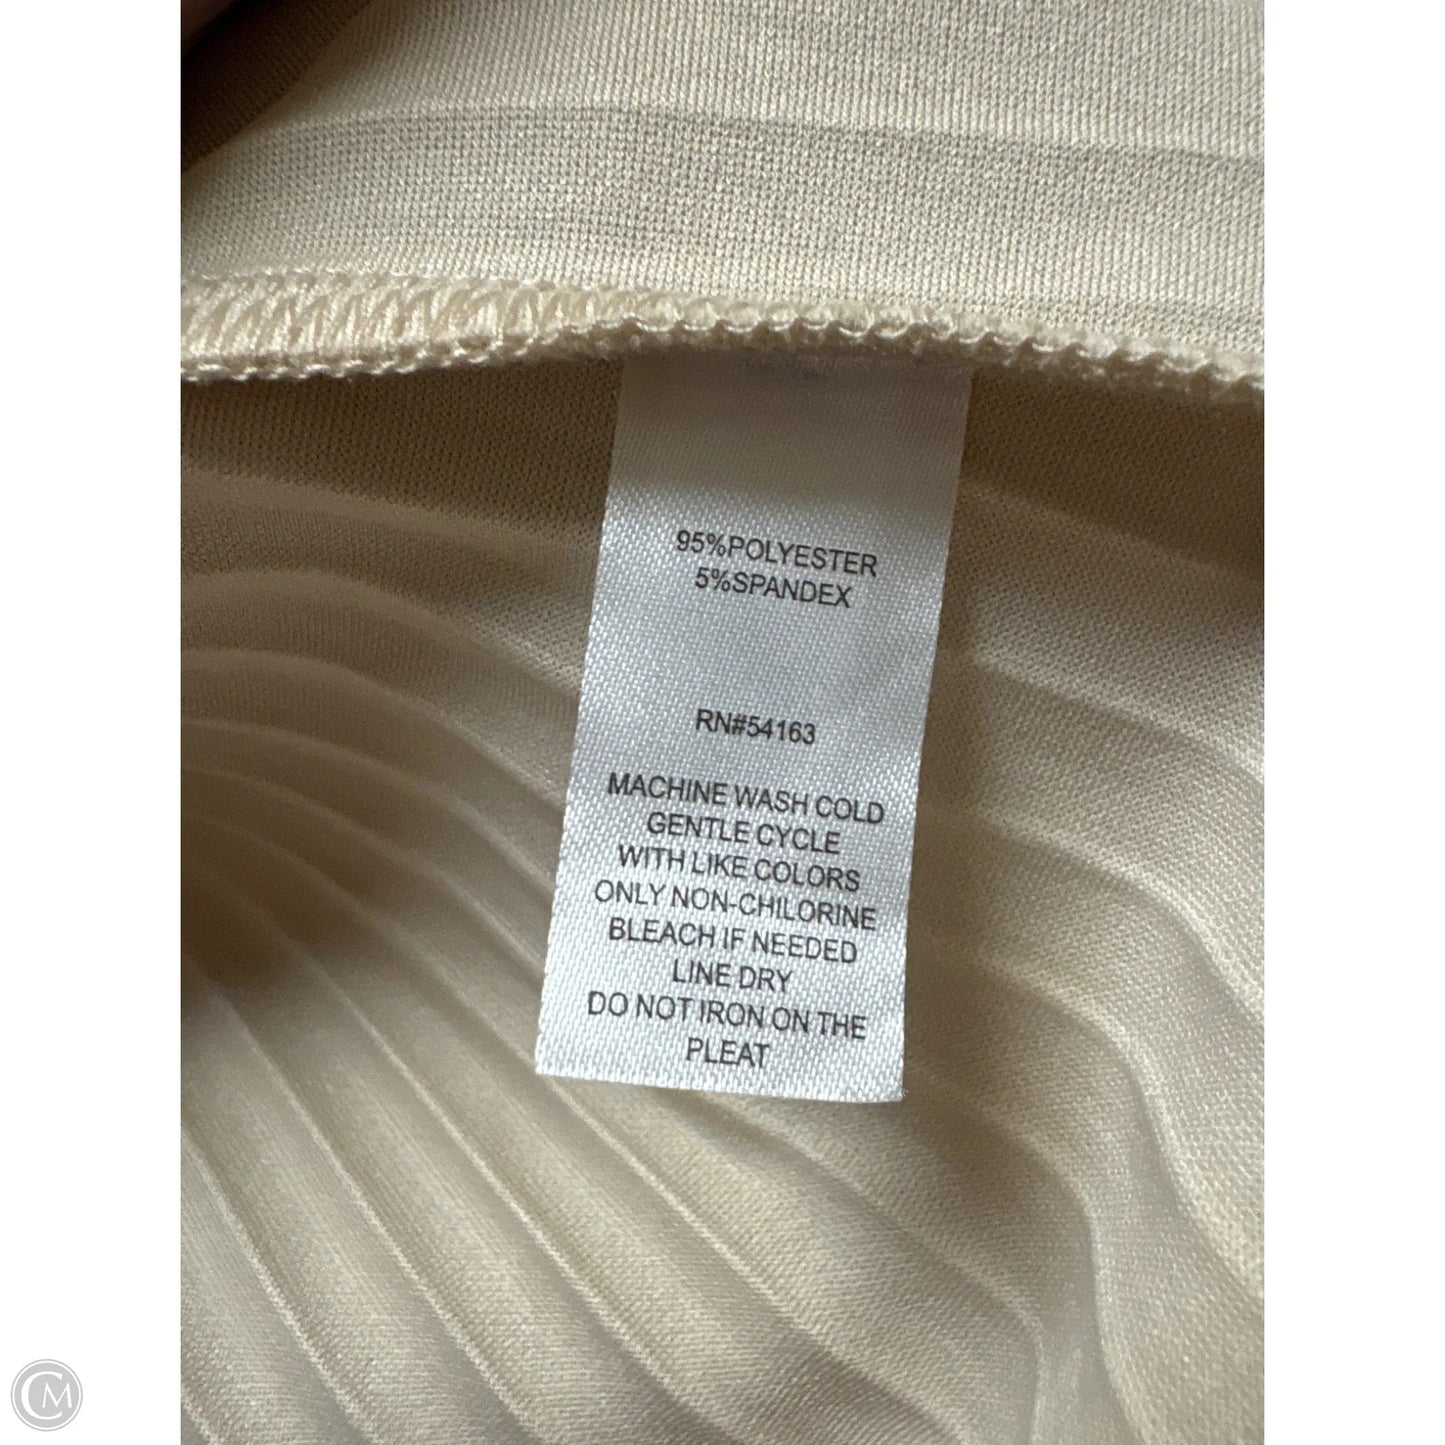 95%POLYESTER
5%SPANDEX
RN#54163
MACHINE WASH COLD
GENTLE CYCLE
WITH LIKE COLORS
ONLY NON-CHILORINE
BLEACH IF NEEDED
LINE DRY
DO NOT IRON ON THE
PLEAT
CM